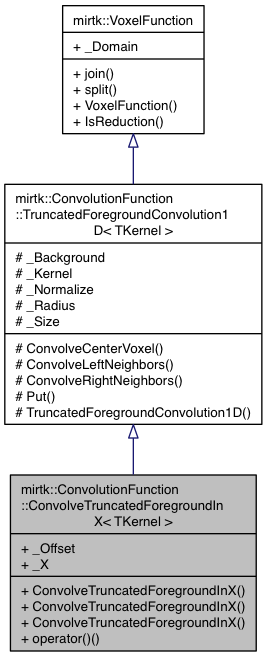 mirtk::VoxelFunction
+ _Domain
+ join()
+ split()
+ VoxelFunction()
+ IsReduction()
mirtk::ConvolutionFunction
::TruncatedForegroundConvolution1
D< TKernel >
# _Background
# _Kernel
# _Normalize
# _Radius
# _Size
# ConvolveCenterVoxel()
# ConvolveLeftNeighbors()
# ConvolveRightNeighbors()
# Put()
# TruncatedForegroundConvolution1D()
mirtk::ConvolutionFunction
::ConvolveTruncatedForegroundIn
X< TKernel >
+ _Offset
+ _X
+ ConvolveTruncatedForegroundInX()
+ ConvolveTruncatedForegroundInX()
+ ConvolveTruncatedForegroundInX()
+ operator()()